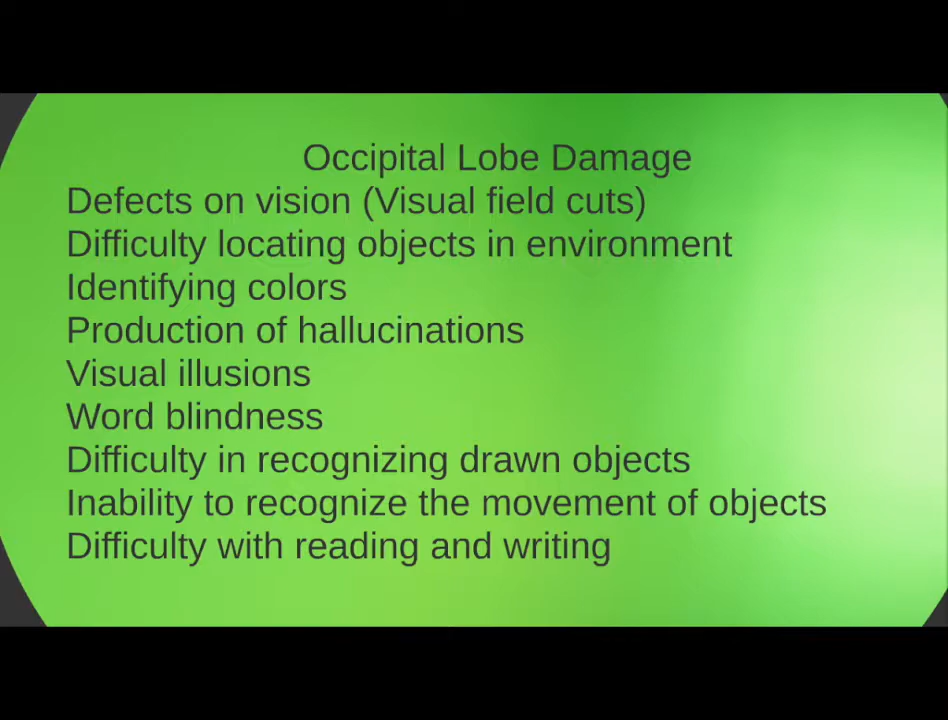 Occipital Lobe Damage
Defects on vision (Visual field cuts)
Difficulty locating objects in environment
Identifying colors
Production of hallucinations
Visual illusions
Word blindness
Difficulty in recognizing drawn objects
Inability to recognize the movement of objects
Difficulty with reading and writing